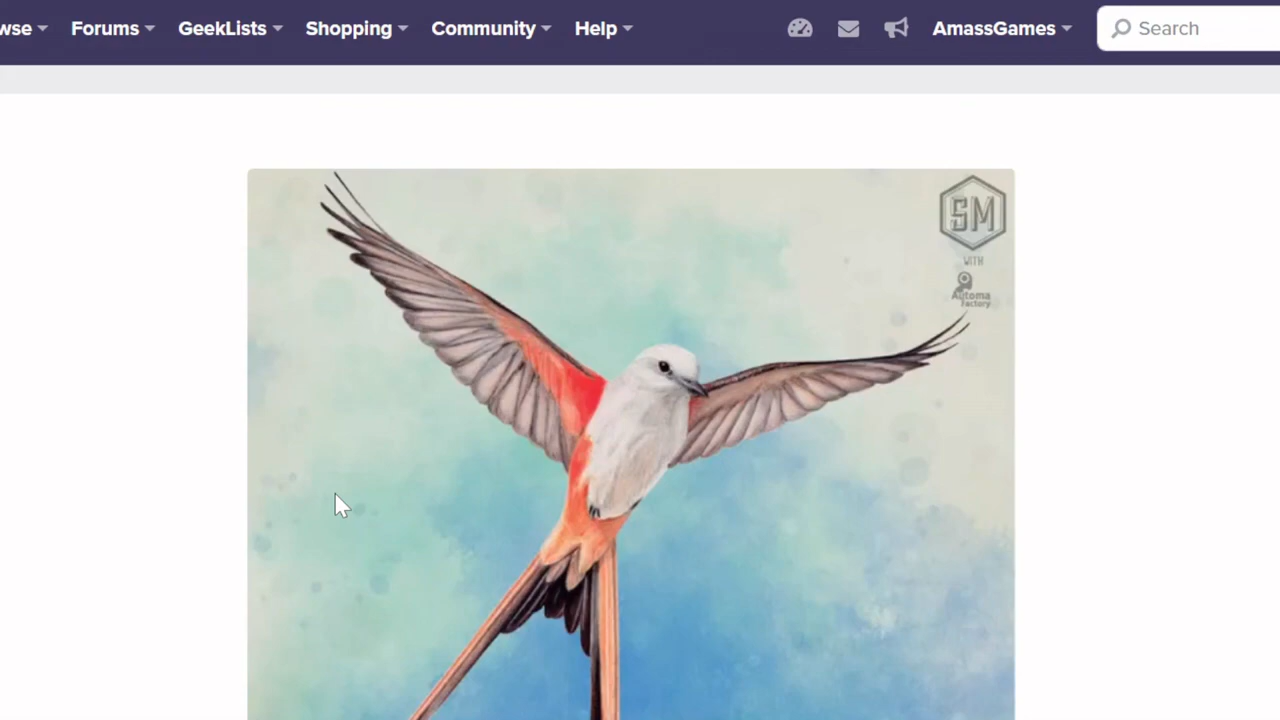 wse Forums GeekLists Shopping Community Help AmassGames Search
SM
WITH
Automa
Factory